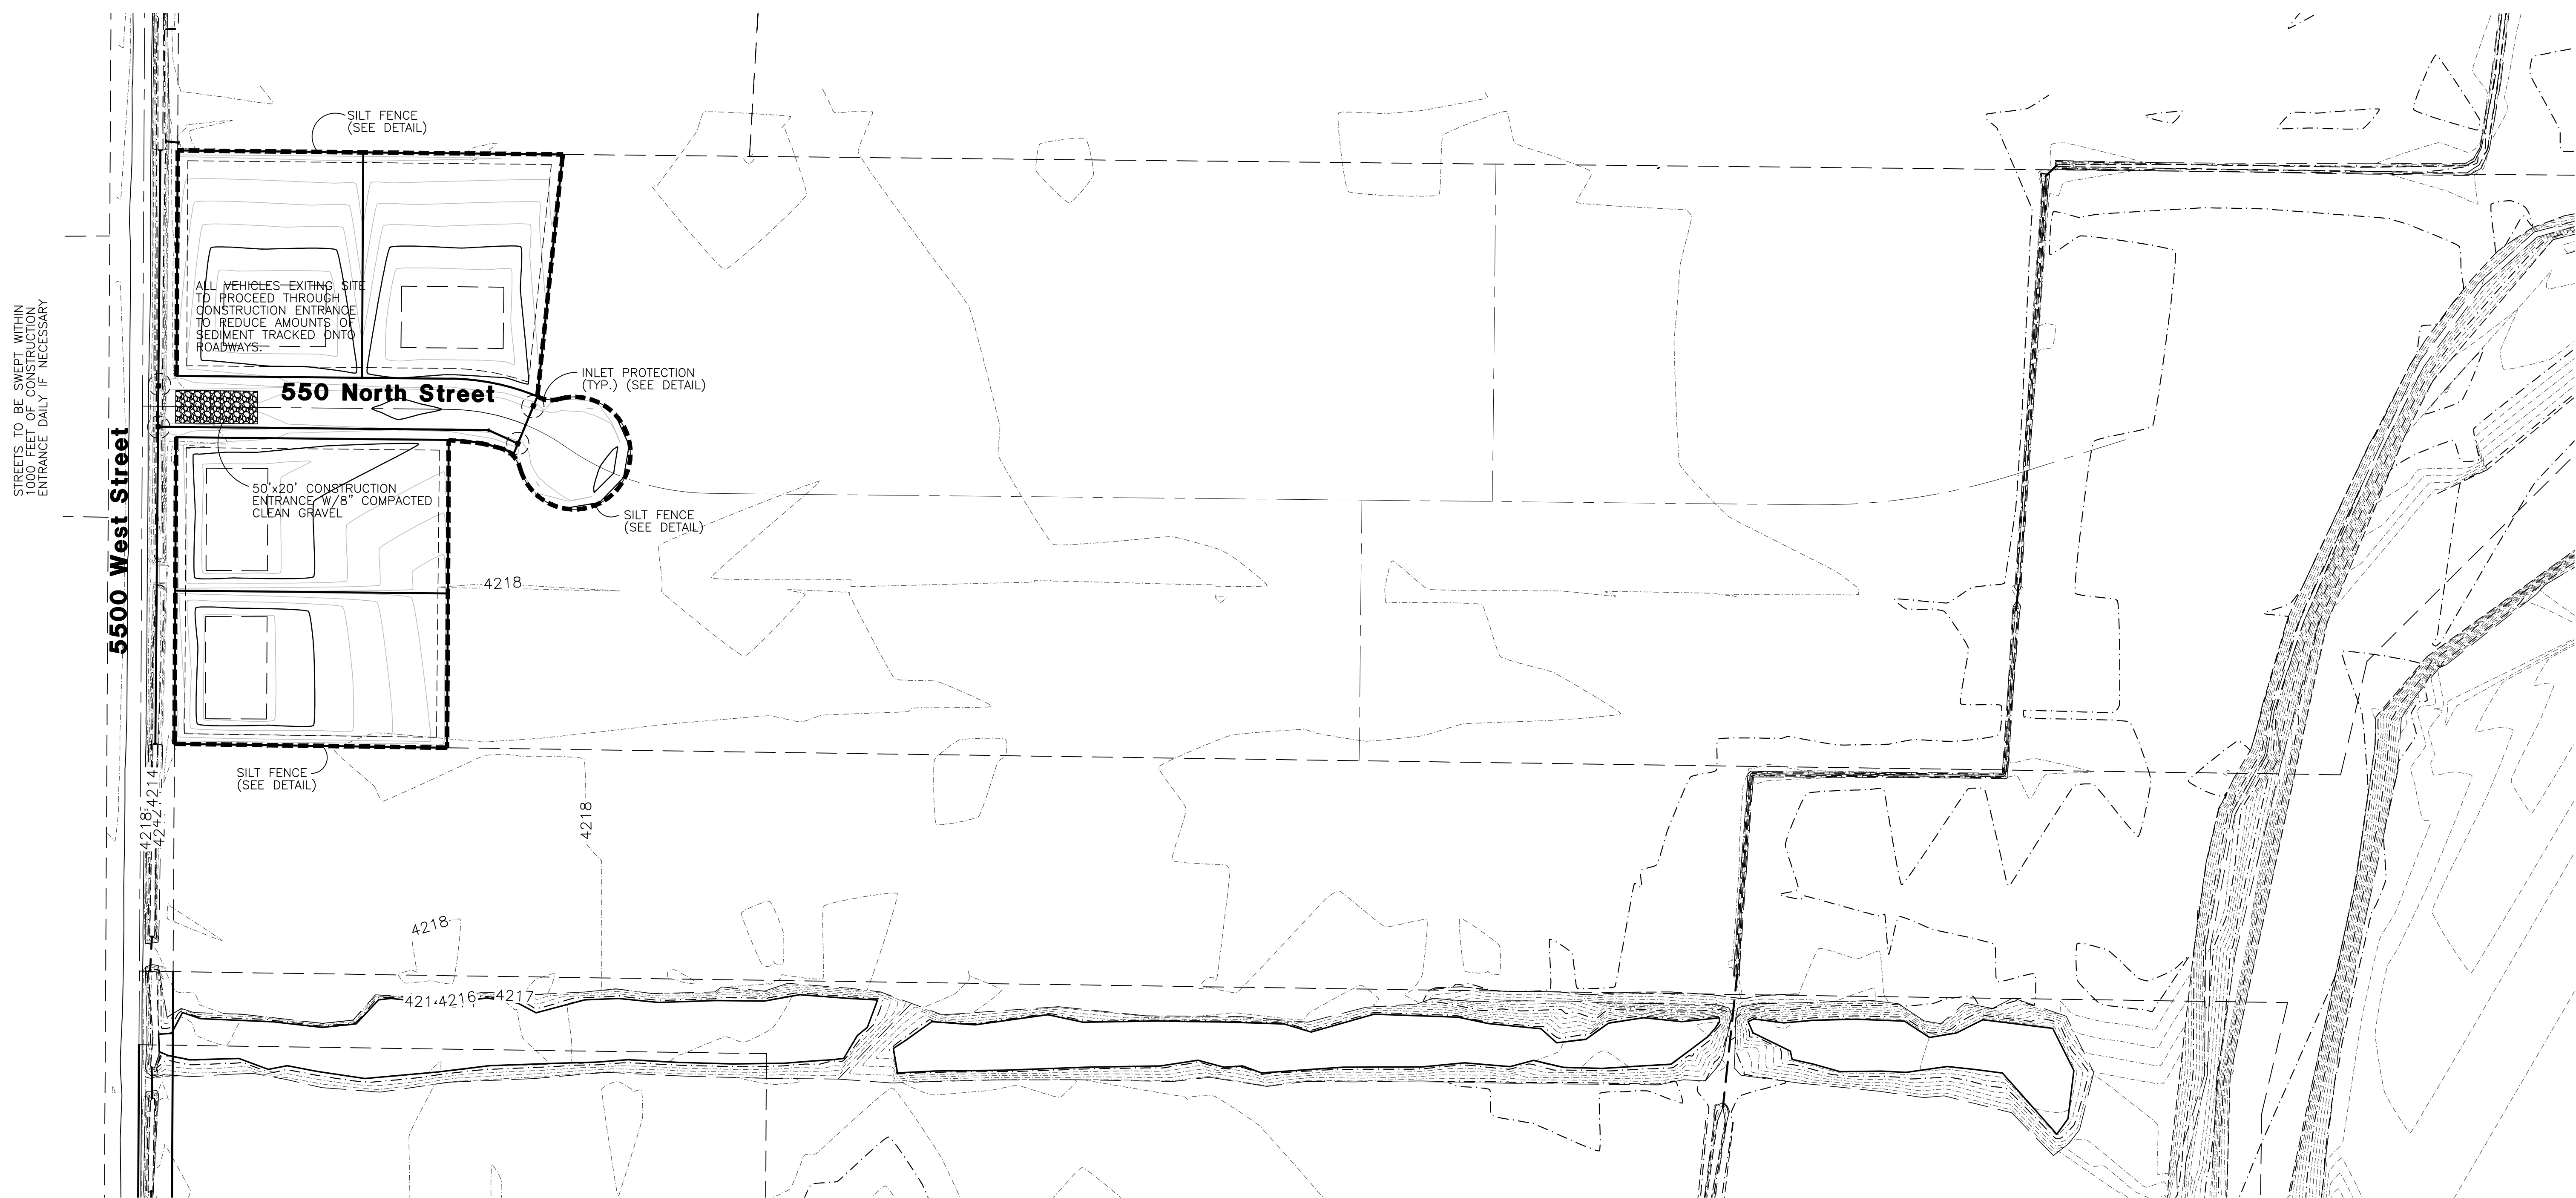 SILT FENCE
(SEE DETAIL)
ALL VEHICLES EXITING SITE
TO PROCEED THROUGH
CONSTRUCTION ENTRANCE
TO REDUCE AMOUNTS OF
SEDIMENT TRACKED ONTO
ROADWAYS.
STREETS TO BE SWEPT WITHIN
1000 FEET OF CONSTRUCTION
ENTRANCE DAILY IF NECESSARY
INLET PROTECTION
(TYP.) (SEE DETAIL)
550 North Street
5500 West Street
50'x20' CONSTRUCTION
ENTRANCE W/8" COMPACTED
CLEAN GRAVEL
SILT FENCE
(SEE DETAIL)
4218
SILT FENCE
(SEE DETAIL)
4214
4218
4218
4218
4216
4217